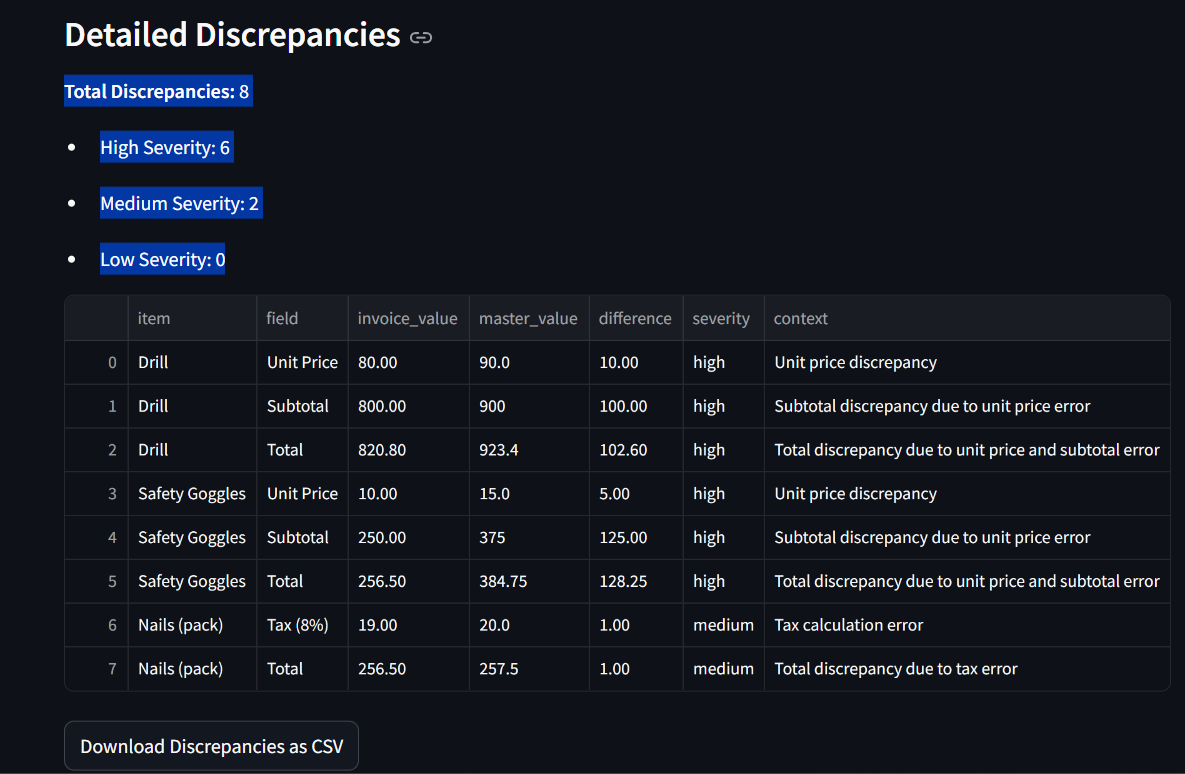 Detailed Discrepancies
Total Discrepancies: 8
High Severity: 6
Medium Severity: 2
Low Severity: 0
item field invoice_value master_value difference severity context
0 Drill Unit Price 80.00 90.0 10.00 high Unit price discrepancy
1 Drill Subtotal 800.00 900 100.00 high Subtotal discrepancy due to unit price error
2 Drill Total 820.80 923.4 102.60 high Total discrepancy due to unit price and subtotal error
3 Safety Goggles Unit Price 10.00 15.0 5.00 high Unit price discrepancy
4 Safety Goggles Subtotal 250.00 375 125.00 high Subtotal discrepancy due to unit price error
5 Safety Goggles Total 256.50 384.75 128.25 high Total discrepancy due to unit price and subtotal error
6 Nails (pack) Tax (8%) 19.00 20.0 1.00 medium Tax calculation error
7 Nails (pack) Total 256.50 257.5 1.00 medium Total discrepancy due to tax error
Download Discrepancies as CSV